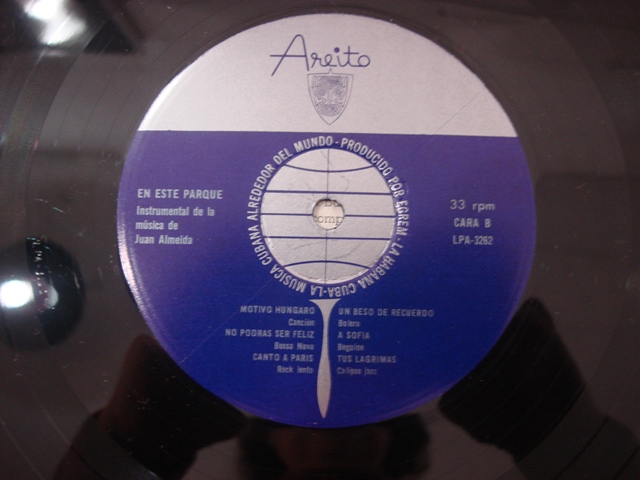 Areito
LA MUSICA CUBANA ALREDEDOR DEL MUNDO - PRODUCIDO POR EGREM - LA HABANA CUBA -
EN ESTE PARQUE
Instrumental de la
música de
Juan Almeida
33 rpm
CARA B
LPA-3262
MOTIVO HUNGARO
Canción
NO PODRAS SER FELIZ
Bossa Nova
CANTO A PARIS
Rock lento
UN BESO DE RECUERDO
Bolero
A SOFIA
Beguine
TUS LAGRIMAS
Calipso jazz